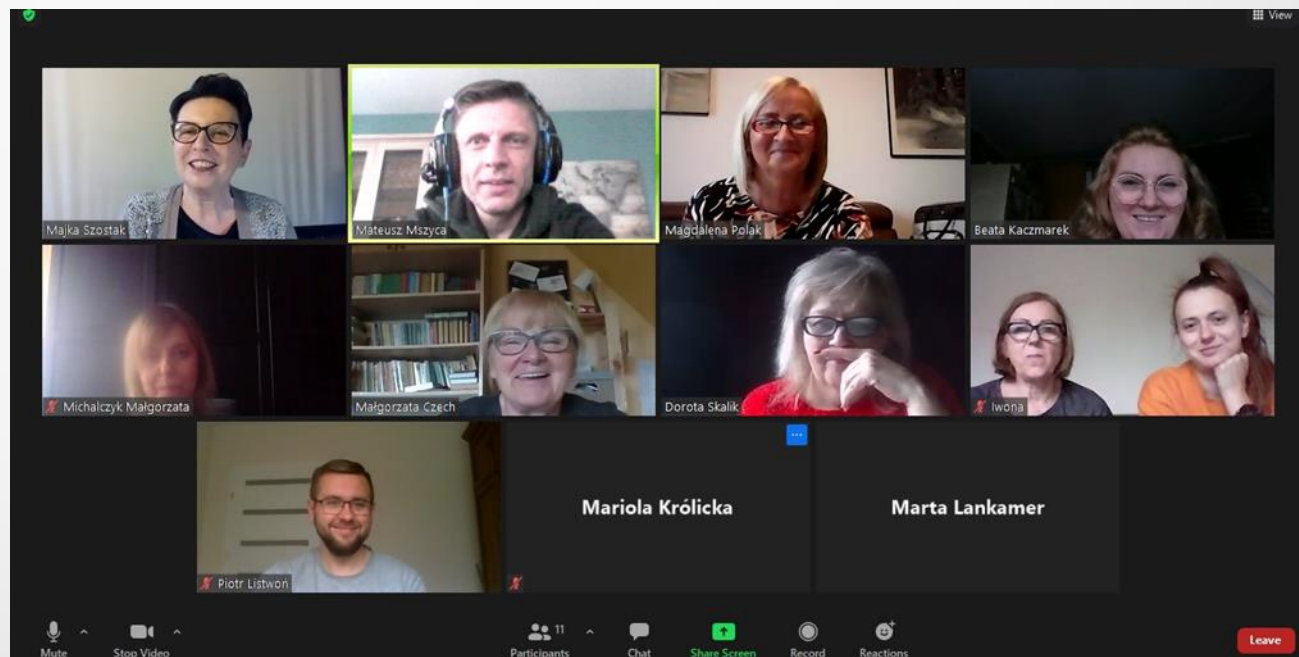 View
Majka Szostak
Mateusz Mszyca
Magdalena Polak
Beata Kaczmarek
Michalczyk Małgorzata
Małgorzata Czech
Dorota Skalik
Iwona
Piotr Listwoń
Mariola Królicka
Marta Lankamer
Mute
Stop Video
11
Participants
Chat
Share Screen
Record
Reactions
Leave